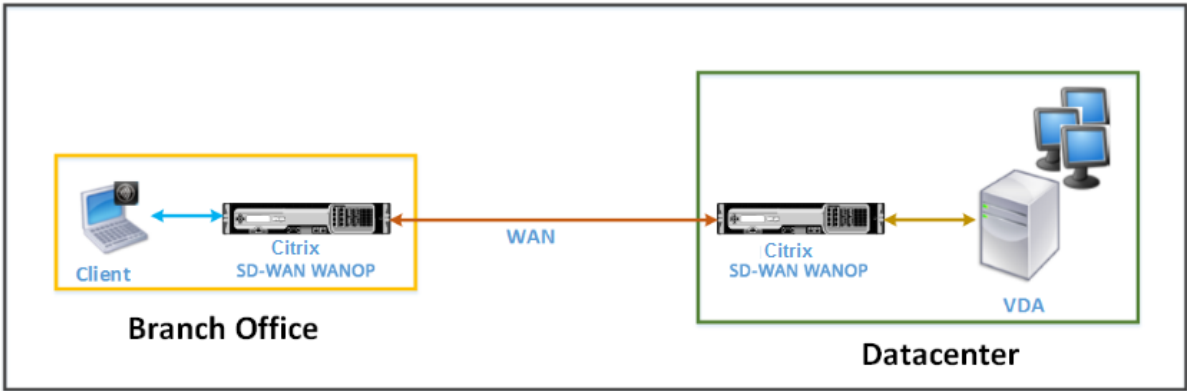 Client
Citrix
SD-WAN WANOP
Branch Office
WAN
Citrix
SD-WAN WANOP
VDA
Datacenter